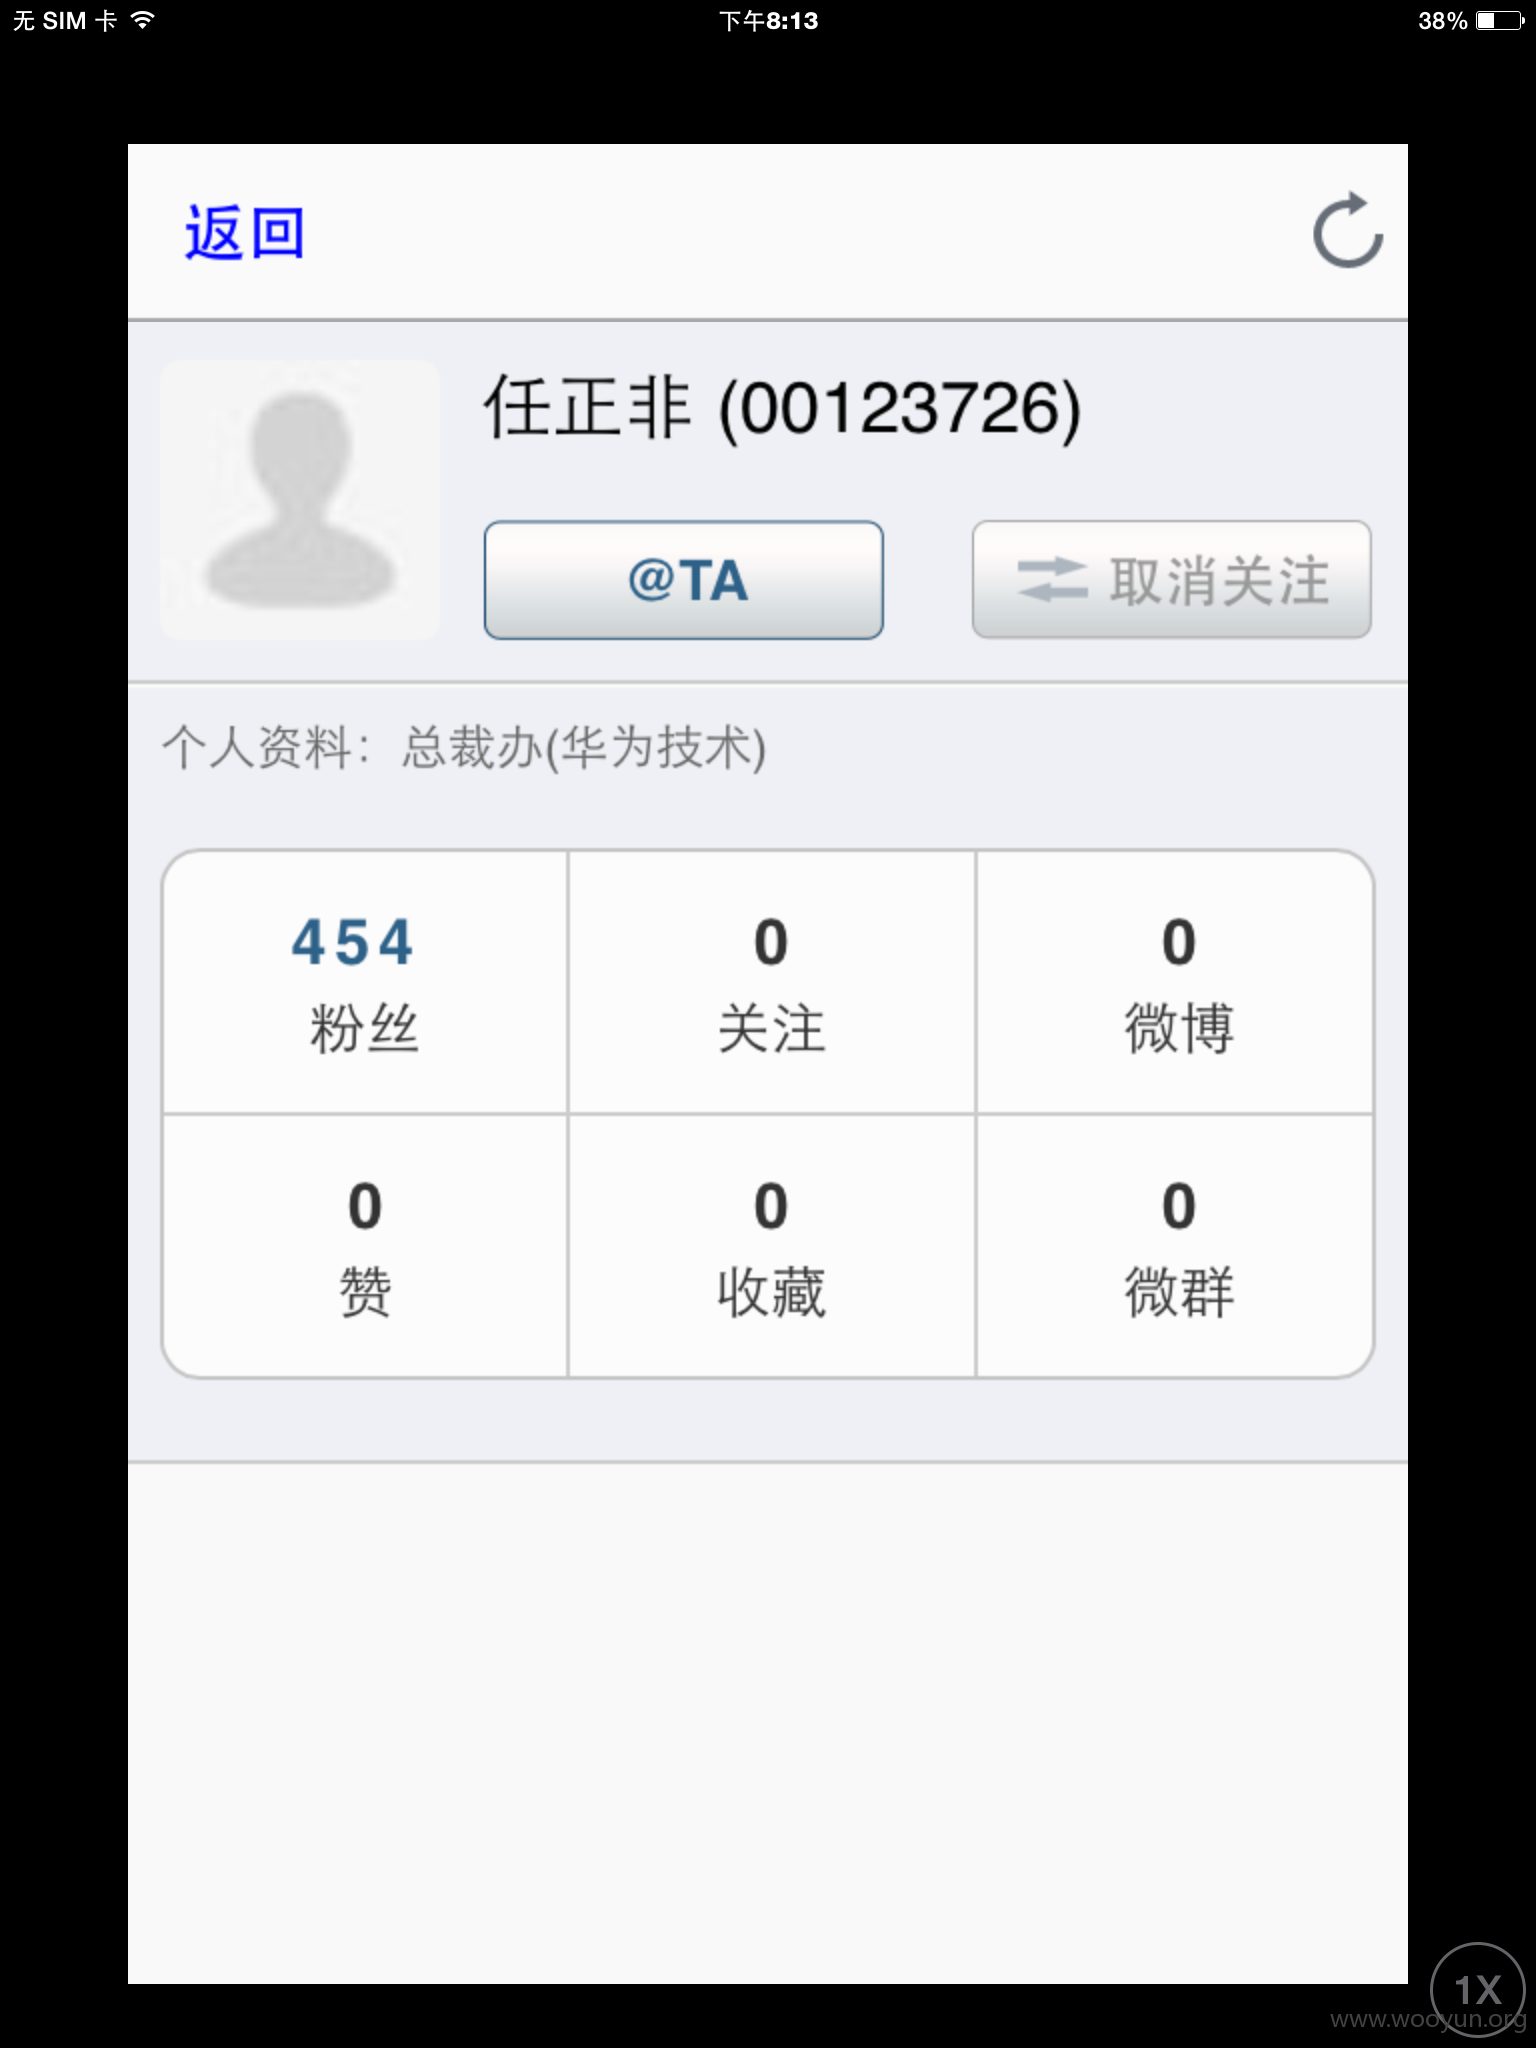 无 SIM 卡
下午8:13
38%
返回
任正非 (00123726)
@TA
取消关注
个人资料：总裁办(华为技术)
454
0
0
粉丝
关注
微博
0
0
0
赞
收藏
微群
1X
www.wooyun.org